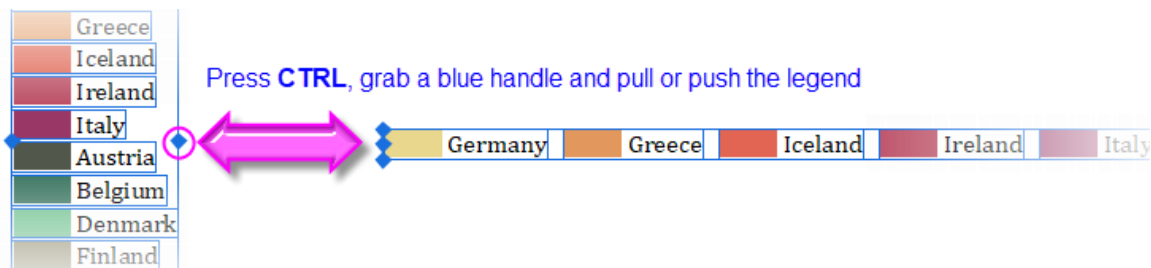 Greece
Iceland
Ireland
Italy
Austria
Belgium
Denmark
Finland
Press CTRL, grab a blue handle and pull or push the legend
Germany Greece Iceland Ireland Italy